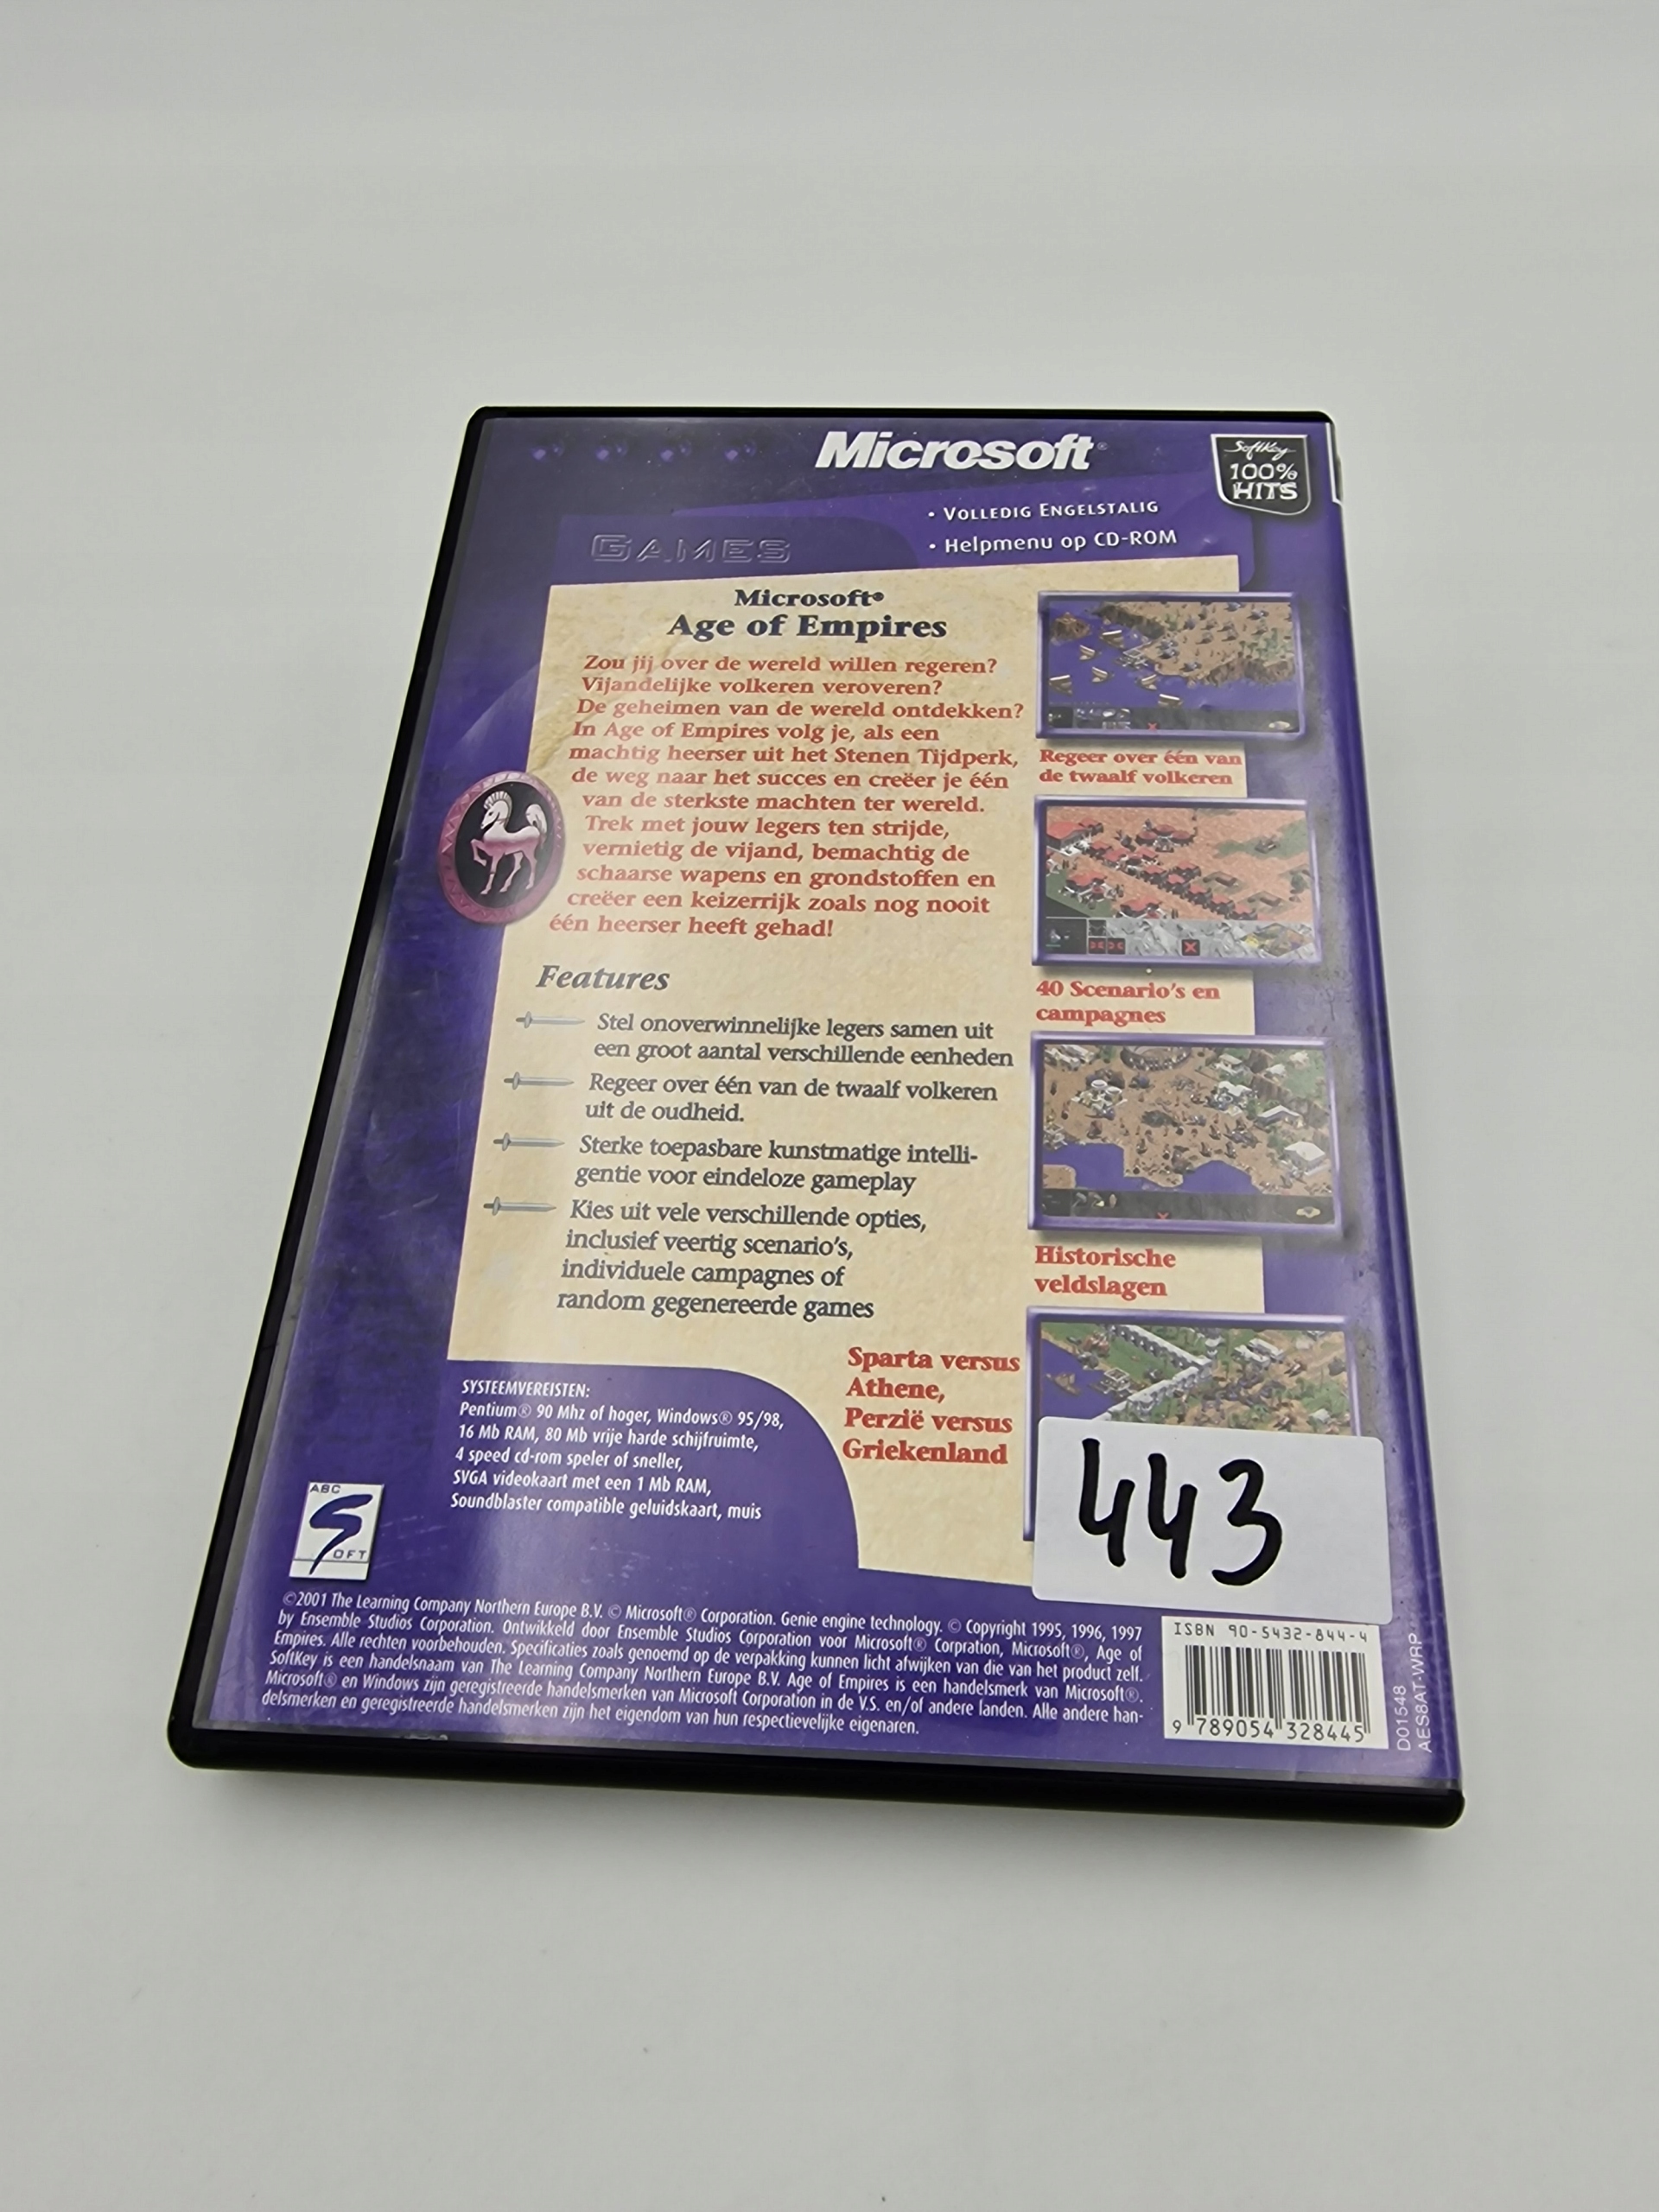 Microsoft®
SoftKey
100%
HITS
• VOLLEDIG ENGELSTALIG
• Helpmenu op CD-ROM
GAMES
Microsoft®
Age of Empires
Zou jij over de wereld willen regeren?
Vijandelijke volkeren veroveren?
De geheimen van de wereld ontdekken?
In Age of Empires volg je, als een
machtig heerser uit het Stenen Tijdperk,
de weg naar het succes en creëer je één
van de sterkste machten ter wereld.
Trek met jouw legers ten strijde,
vernietig de vijand, bemachtig de
schaarse wapens en grondstoffen en
creëer een keizerrijk zoals nog nooit
één heerser heeft gehad!
Regeer over één van
de twaalf volkeren
40 Scenario's en
campagnes
Historische
veldslagen
Features
Stel onoverwinnelijke legers samen uit
een groot aantal verschillende eenheden
Regeer over één van de twaalf volkeren
uit de oudheid.
Sterke toepasbare kunstmatige intelli-
gentie voor eindeloze gameplay
Kies uit vele verschillende opties,
inclusief veertig scenario's,
individuele campagnes of
random gegenereerde games
Sparta versus
Athene,
Perzië versus
Griekenland
443
SYSTEEMVEREISTEN:
Pentium® 90 Mhz of hoger, Windows® 95/98,
16 Mb RAM, 80 Mb vrije harde schijfruimte,
4 speed cd-rom speler of sneller,
SVGA videokaart met een 1 Mb RAM,
Soundblaster compatible geluidskaart, muis
ABC
SOFT
©2001 The Learning Company Northern Europe B.V. © Microsoft® Corporation. Genie engine technology. © Copyright 1995, 1996, 1997
by Ensemble Studios Corporation. Ontwikkeld door Ensemble Studios Corporation voor Microsoft® Corpration, Microsoft®, Age of
Empires. Alle rechten voorbehouden. Specificaties zoals genoemd op de verpakking kunnen licht afwijken van die van het product zelf.
SoftKey is een handelsnaam van The Learning Company Northern Europe B.V. Age of Empires is een handelsmerk van Microsoft®.
Microsoft® en Windows zijn geregistreerde handelsmerken van Microsoft Corporation in de V.S. en/of andere landen. Alle andere han-
delsmerken en geregistreerde handelsmerken zijn het eigendom van hun respectievelijke eigenaren.
ISBN 90-5432-844-4
9 789054 328445
D01548
AES8AT-WRP